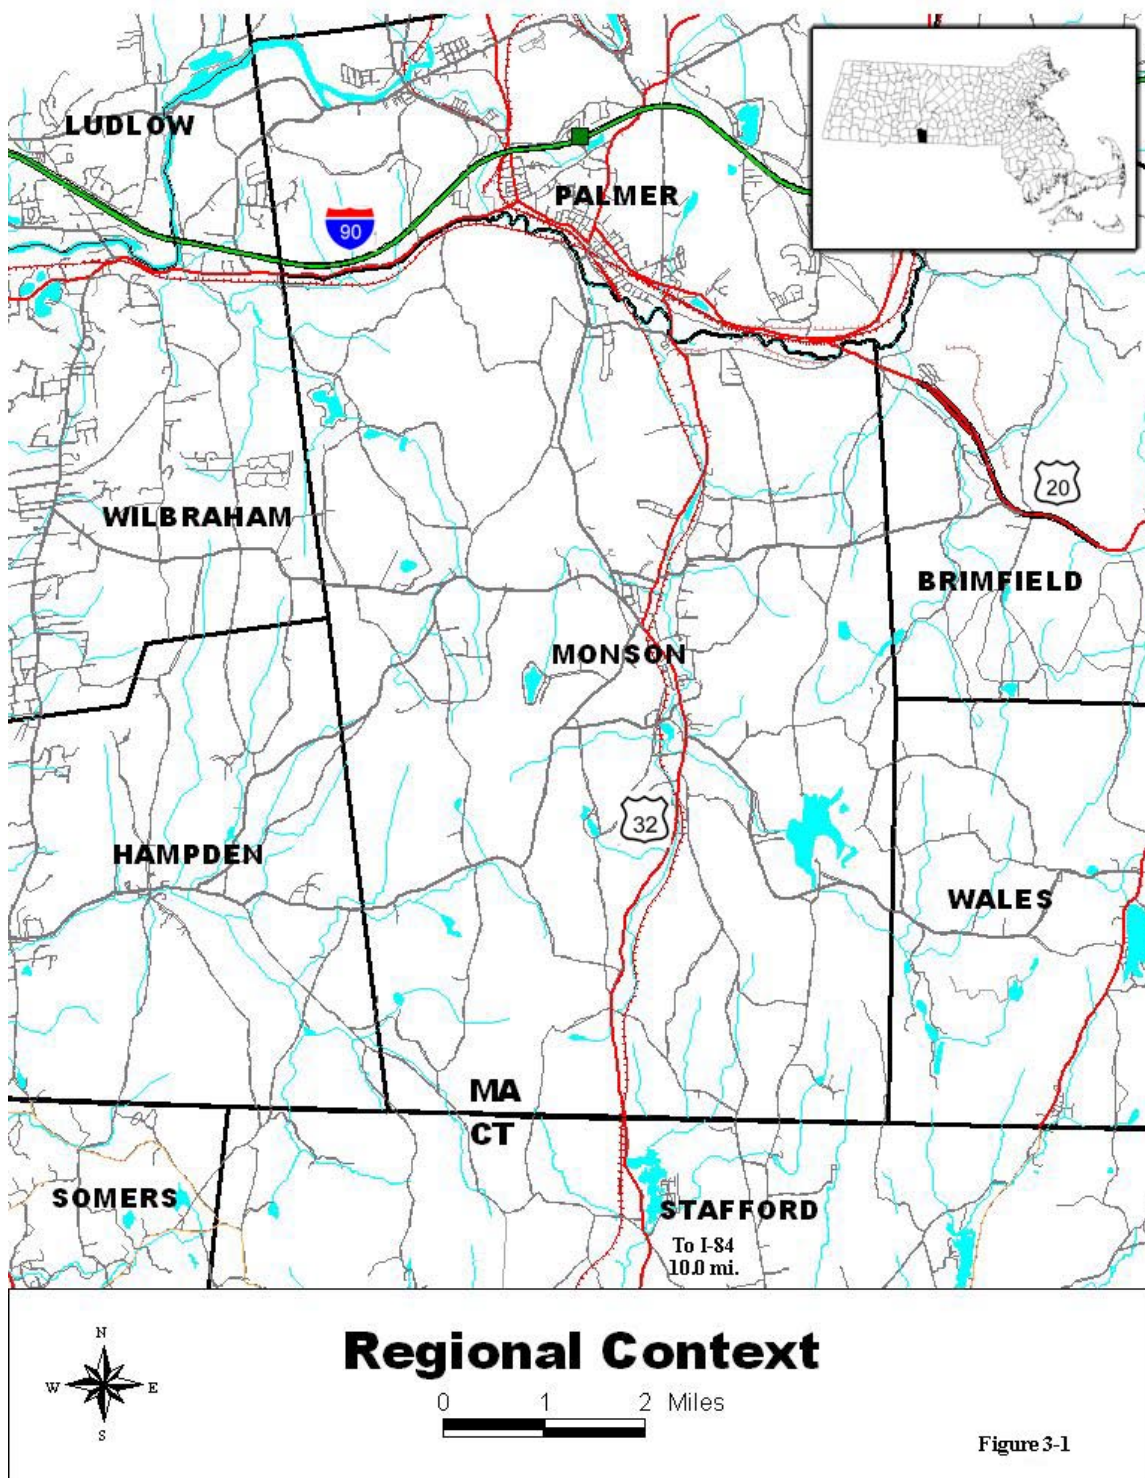 LUDLOW
PALMER
90
20
WILBRAHAM
BRIMFIELD
MONSON
32
HAMPDEN
WALES
MA
CT
SOMERS
STAFFORD
To I-84
10.0 mi.
N
W E
S
Regional Context
0 1 2 Miles
Figure 3-1